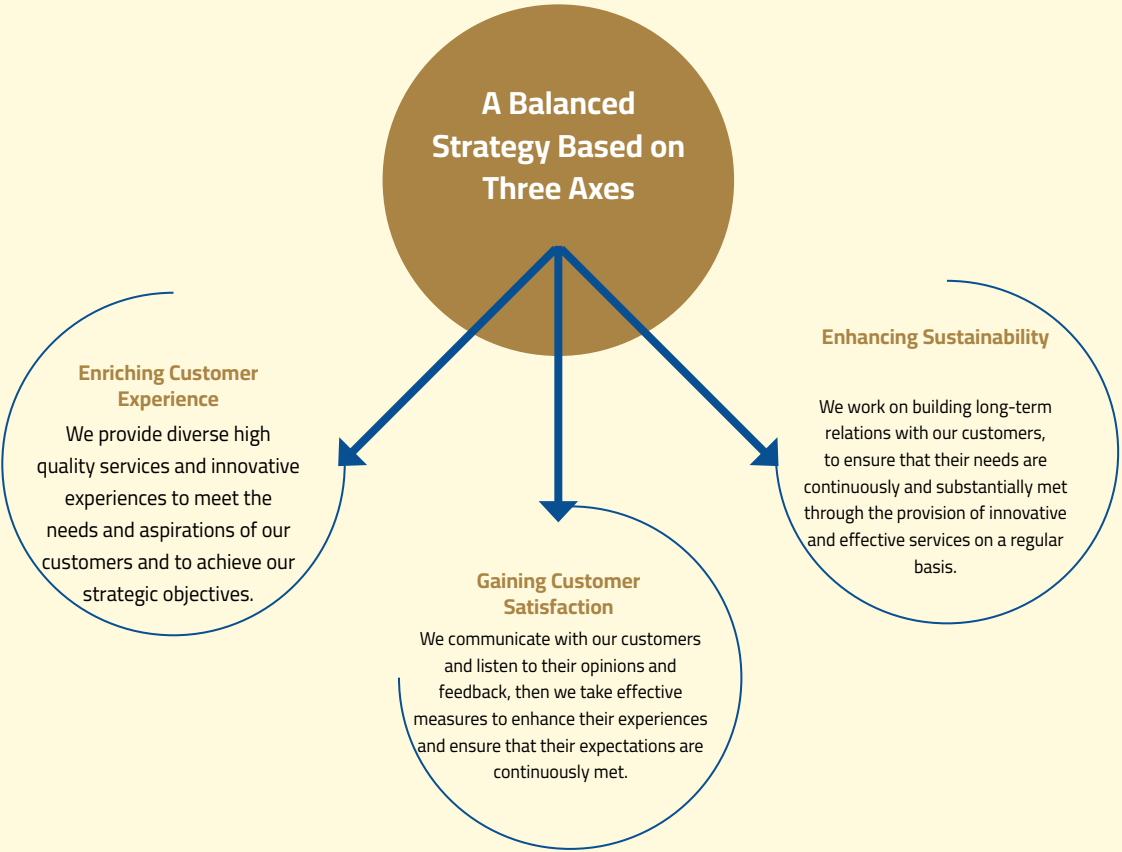 A Balanced
Strategy Based on
Three Axes
Enriching Customer
Experience
We provide diverse high
quality services and innovative
experiences to meet the
needs and aspirations of our
customers and to achieve our
strategic objectives.
Gaining Customer
Satisfaction
We communicate with our customers
and listen to their opinions and
feedback, then we take effective
measures to enhance their experiences
and ensure that their expectations are
continuously met.
Enhancing Sustainability
We work on building long-term
relations with our customers,
to ensure that their needs are
continuously and substantially met
through the provision of innovative
and effective services on a regular
basis.